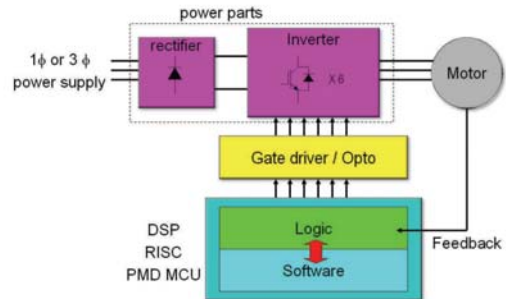 power parts
rectifier
Inverter
1ϕ or 3 ϕ
power supply
X 6
Motor
Gate driver / Opto
DSP
RISC
PMD MCU
Logic
Software
Feedback